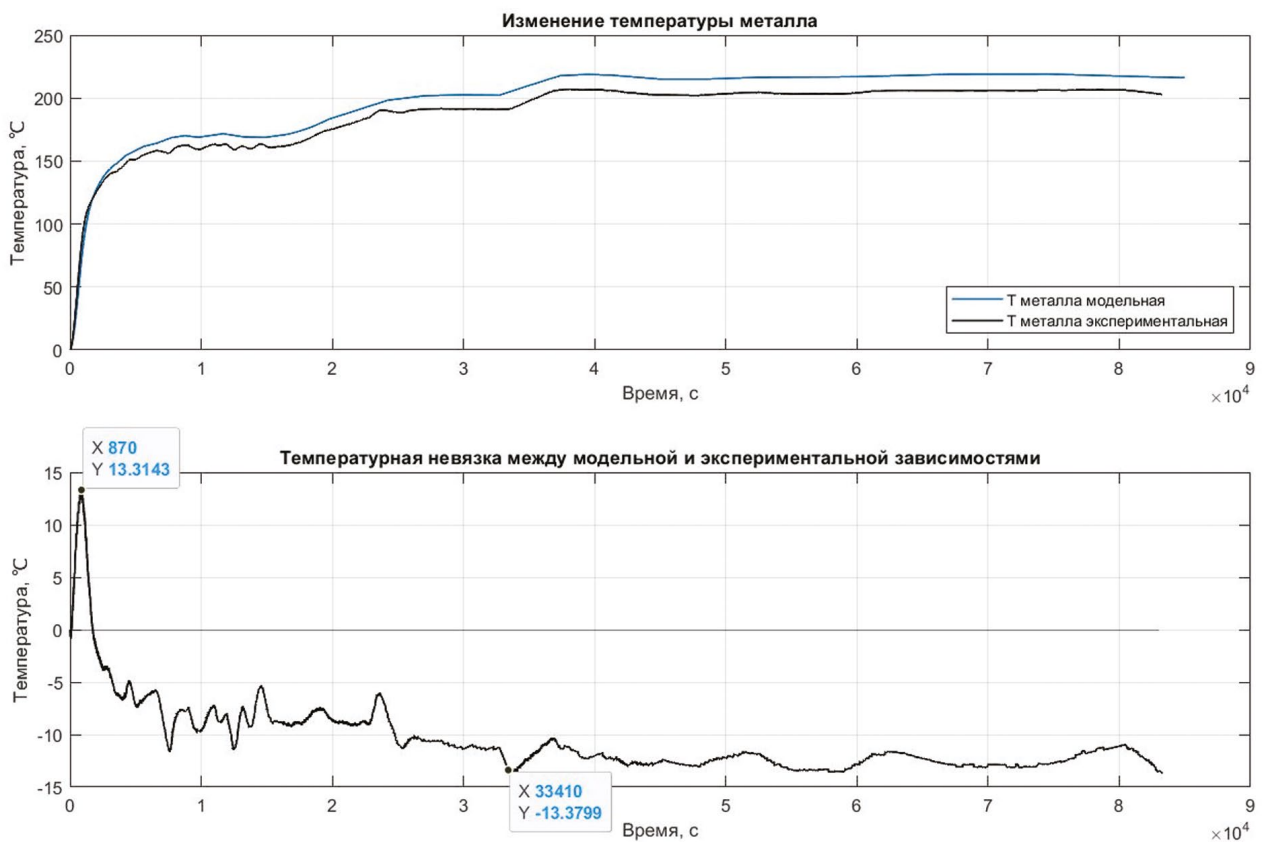 Изменение температуры металла
250
200
150
100
50
0
Температура, °C
0 1 2 3 4 5 6 7 8 9
×10⁴
Время, с
Т металла модельная
Т металла экспериментальная
X 870
Y 13.3143
Температурная невязка между модельной и экспериментальной зависимостями
15
10
5
0
-5
-10
-15
Температура, °C
X 33410
Y -13.3799
0 1 2 3 4 5 6 7 8 9
×10⁴
Время, с